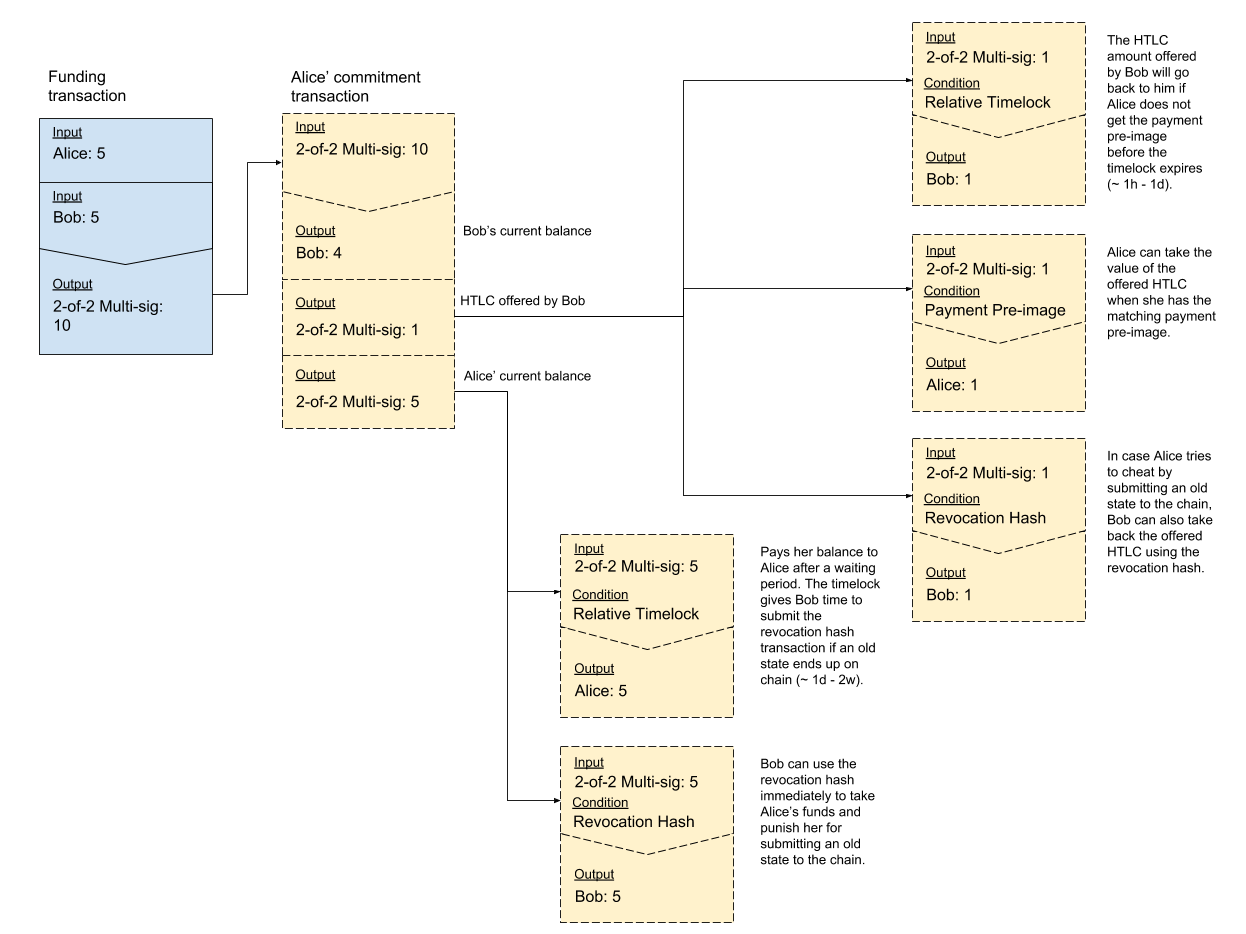 Funding
transaction
Input
Alice: 5
Input
Bob: 5
Output
2-of-2 Multi-sig:
10
Alice’ commitment
transaction
Input
2-of-2 Multi-sig: 10
Output
Bob: 4
Bob’s current balance
Output
2-of-2 Multi-sig: 1
HTLC offered by Bob
Output
2-of-2 Multi-sig: 5
Alice’ current balance
Input
2-of-2 Multi-sig: 1
Condition
Relative Timelock
Output
Bob: 1
The HTLC
amount offered
by Bob will go
back to him if
Alice does not
get the payment
pre-image
before the
timelock expires
(~ 1h - 1d).
Input
2-of-2 Multi-sig: 1
Condition
Payment Pre-image
Output
Alice: 1
Alice can take the
value of the
offered HTLC
when she has the
matching payment
pre-image.
Input
2-of-2 Multi-sig: 1
Condition
Revocation Hash
Output
Bob: 1
In case Alice tries
to cheat by
submitting an old
state to the chain,
Bob can also take
back the offered
HTLC using the
revocation hash.
Input
2-of-2 Multi-sig: 5
Condition
Relative Timelock
Output
Alice: 5
Pays her balance to
Alice after a waiting
period. The timelock
gives Bob time to
submit the
revocation hash
transaction if an old
state ends up on
chain (~ 1d - 2w).
Input
2-of-2 Multi-sig: 5
Condition
Revocation Hash
Output
Bob: 5
Bob can use the
revocation hash
immediately to take
Alice’s funds and
punish her for
submitting an old
state to the chain.